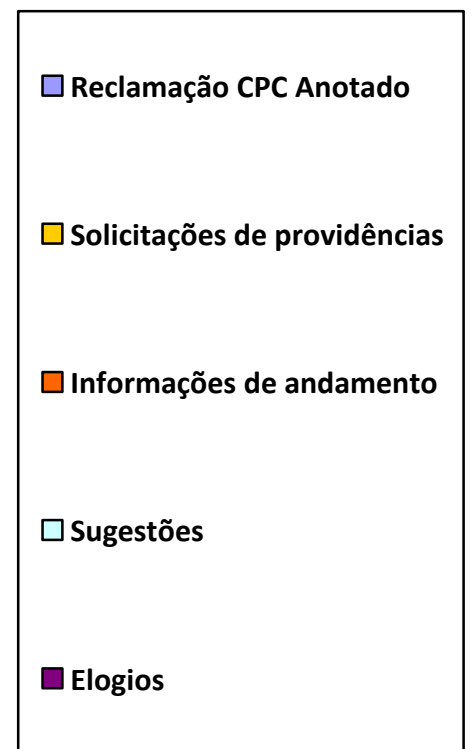 Reclamação CPC Anotado
Solicitações de providências
Informações de andamento
Sugestões
Elogios